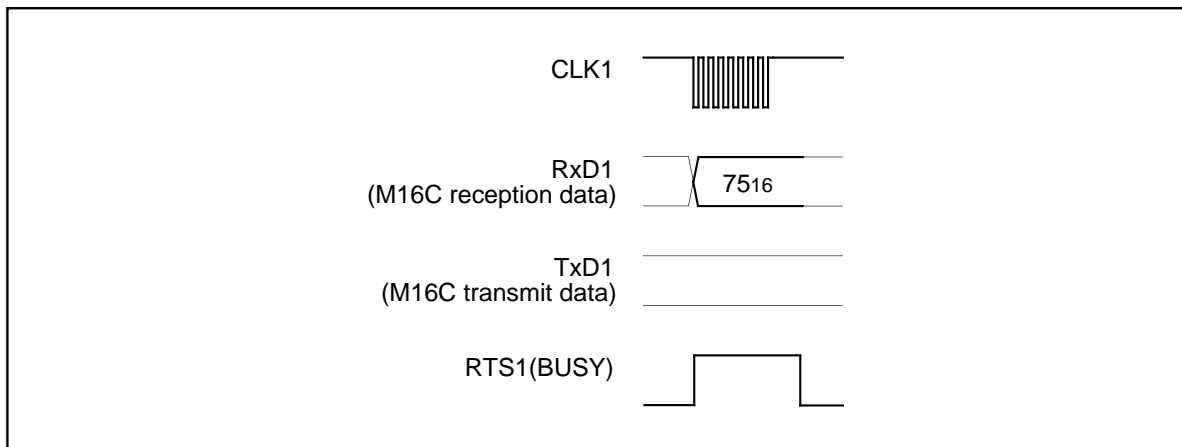 CLK1
RxD1
(M16C reception data)
7516
TxD1
(M16C transmit data)
RTS1(BUSY)